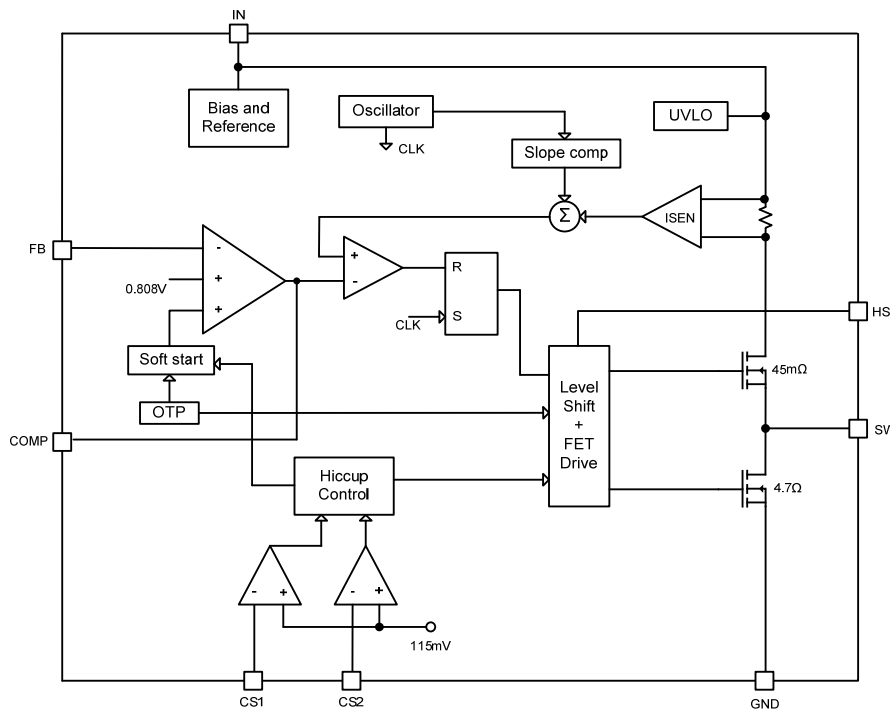 IN
Bias and
Reference
Oscillator
CLK
UVLO
Slope comp
Σ
ISEN
FB
-
+
+
0.808V
+
-
R
S
CLK
HS
Soft start
OTP
Level
Shift
+
FET
Drive
45mΩ
SW
COMP
Hiccup
Control
4.7Ω
-
+
-
+
115mV
CS1
CS2
GND